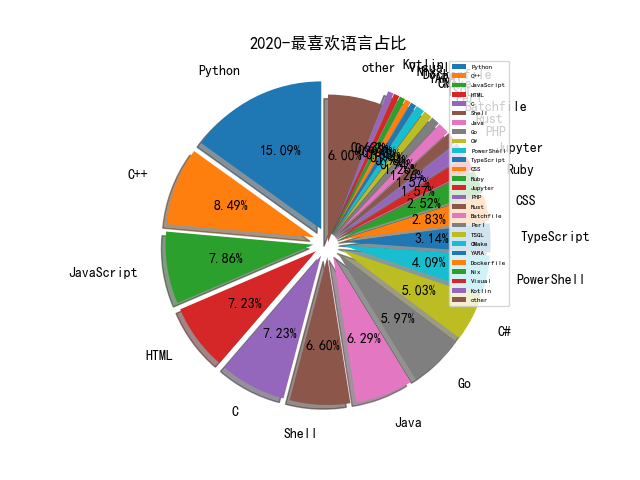 2020-最喜欢语言占比
Python
C++
JavaScript
HTML
C
Shell
Java
Go
C#
PowerShell
TypeScript
CSS
Ruby
Jupyter
PHP
Rust
Batchfile
Kotlin
other
15.09%
8.49%
7.86%
7.23%
7.23%
6.60%
6.29%
5.97%
5.03%
4.09%
3.14%
2.83%
2.52%
1.57%
1.57%
6.00%
Python
C++
JavaScript
HTML
C
Shell
Java
Go
C#
PowerShell
TypeScript
CSS
Ruby
Jupyter
PHP
Rust
Batchfile
Perl
TSQL
CMake
YARA
Dockerfile
Nix
Visual
Kotlin
other